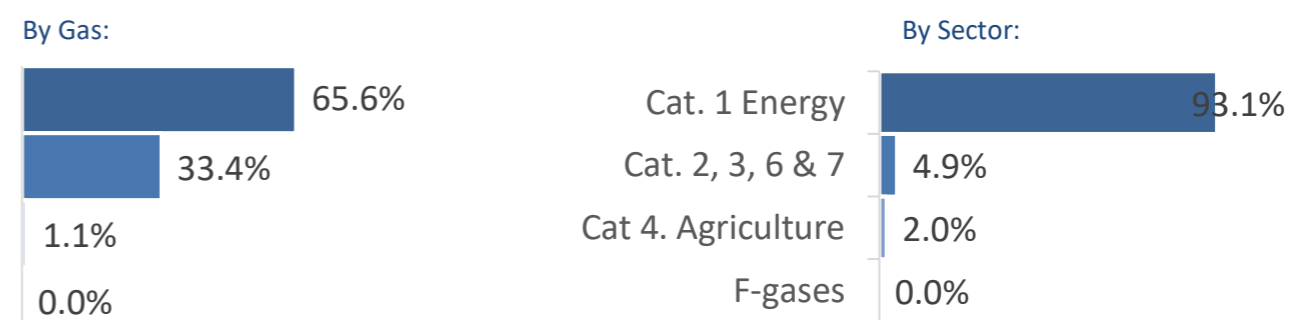 By Gas:
65.6%
33.4%
1.1%
0.0%
By Sector:
Cat. 1 Energy 93.1%
Cat. 2, 3, 6 & 7 4.9%
Cat 4. Agriculture 2.0%
F-gases 0.0%